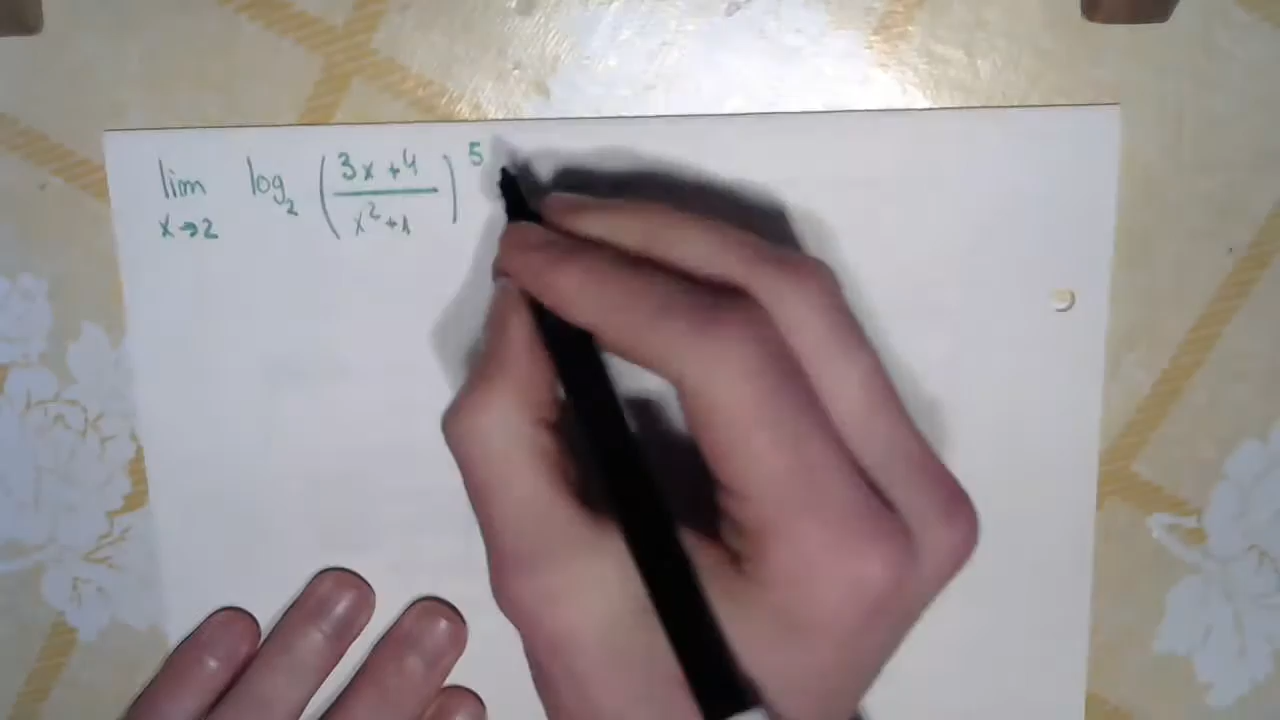 lim x→2 log₂ ((3x+4)/(x²+1))⁵